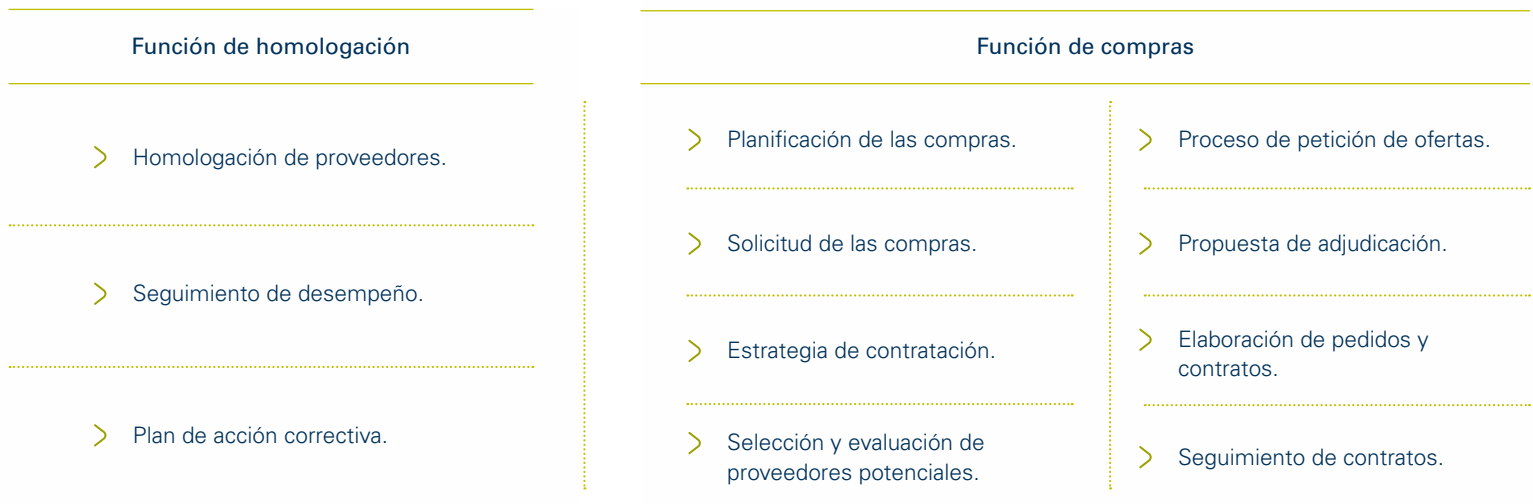 Función de homologación
Homologación de proveedores.
Seguimiento de desempeño.
Plan de acción correctiva.
Función de compras
Planificación de las compras.
Solicitud de las compras.
Estrategia de contratación.
Selección y evaluación de
proveedores potenciales.
Proceso de petición de ofertas.
Propuesta de adjudicación.
Elaboración de pedidos y
contratos.
Seguimiento de contratos.